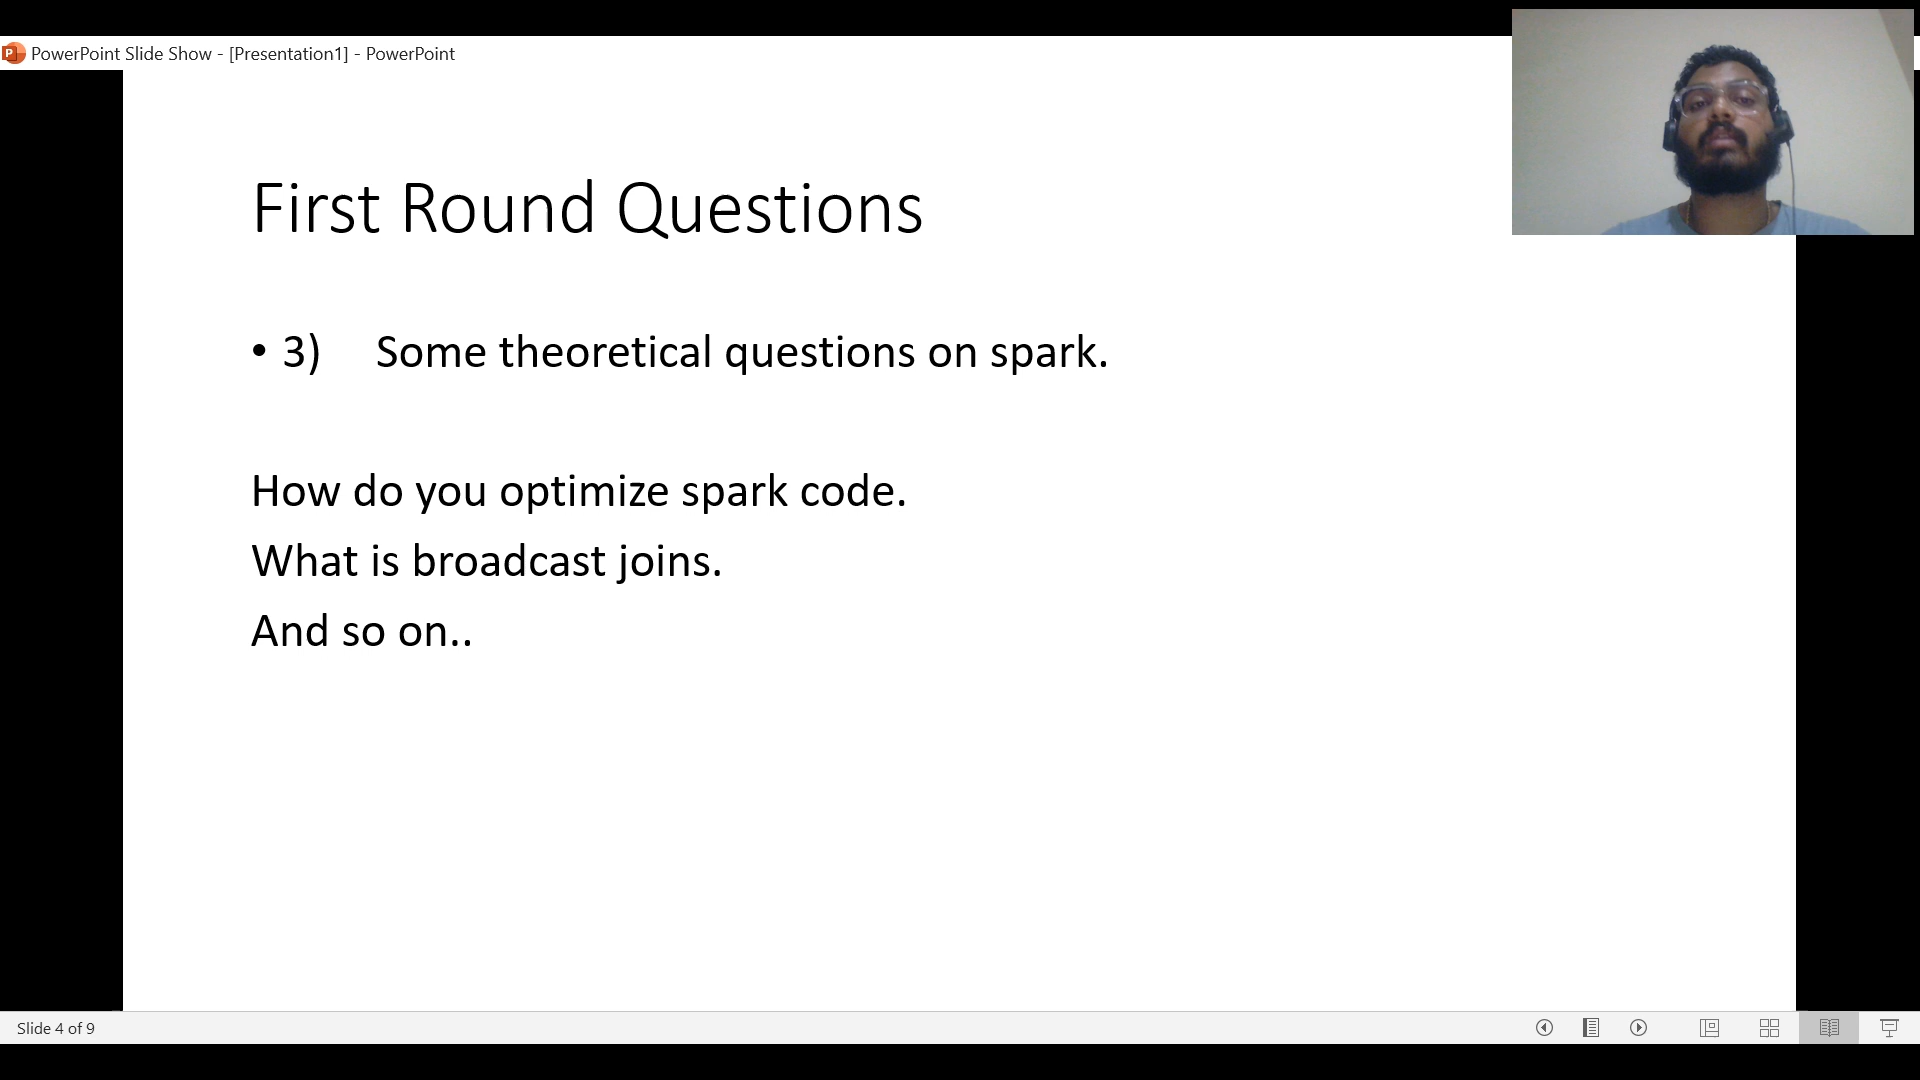 PowerPoint Slide Show - [Presentation1] - PowerPoint
First Round Questions
• 3) Some theoretical questions on spark.
How do you optimize spark code.
What is broadcast joins.
And so on..
Slide 4 of 9